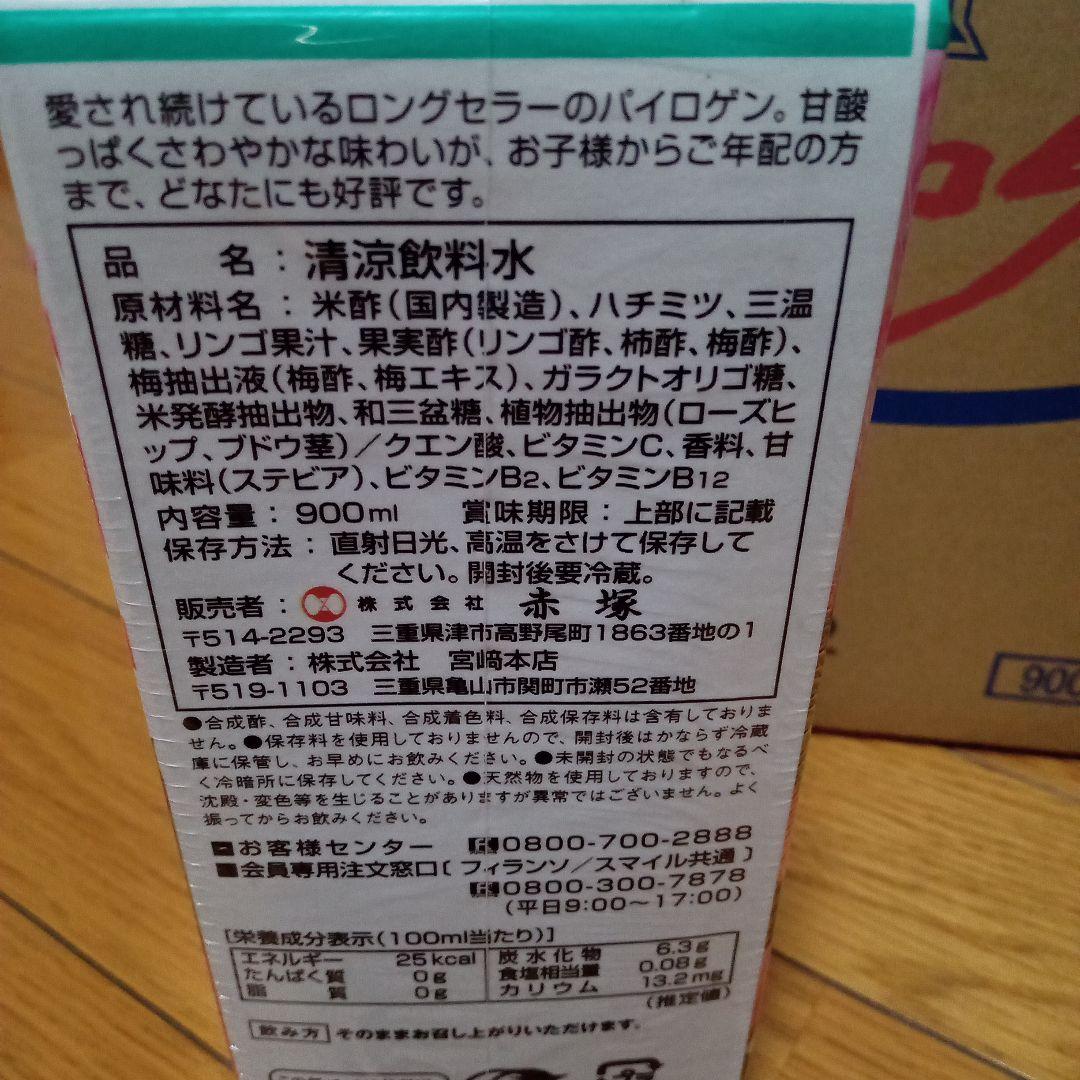 愛され続けているロングセラーのパイロゲン。甘酸
っぱくさわやかな味わいが、お子様からご年配の方
まで、どなたにも好評です。
品　名：清涼飲料水
原材料名：米酢(国内製造)、ハチミツ、三温
糖、リンゴ果汁、果実酢(リンゴ酢、柿酢、梅酢)、
梅抽出液(梅酢、梅エキス)、ガラクトオリゴ糖、
米発酵抽出物、和三盆糖、植物抽出物(ローズヒ
ップ、ブドウ茎)／クエン酸、ビタミンC、香料、甘
味料(ステビア)、ビタミンB2、ビタミンB12
内容量：900ml　賞味期限：上部に記載
保存方法：直射日光、高温をさけて保存して
ください。開封後要冷蔵。
販売者：株式会社 赤塚
〒514-2293　三重県津市高野尾町1863番地の1
製造者：株式会社　宮﨑本店
〒519-1103　三重県亀山市関町市瀬52番地
●合成酢、合成甘味料、合成着色料、合成保存料は含有しておりま
せん。●保存料を使用しておりませんので、開封後はかならず冷蔵
庫に保管し、お早めにお飲みください。●未開封の状態でもなるべ
く冷暗所に保存してください。●天然物を使用しておりますので、
沈殿・変色等を生じることがありますが異常ではございません。よく
振ってからお飲みください。
■お客様センター　0800-700-2888
■会員専用注文窓口〔フィランソ／スマイル共通〕
0800-300-7878
(平日9:00〜17:00)
[栄養成分表示(100ml当たり)]
エネルギー　25kcal　炭水化物　6.3g
たんぱく質　0g　食塩相当量　0.08g
脂　質　0g　カリウム　13.2mg
(推定値)
飲み方 そのままお召し上がりいただけます。
ログ
900